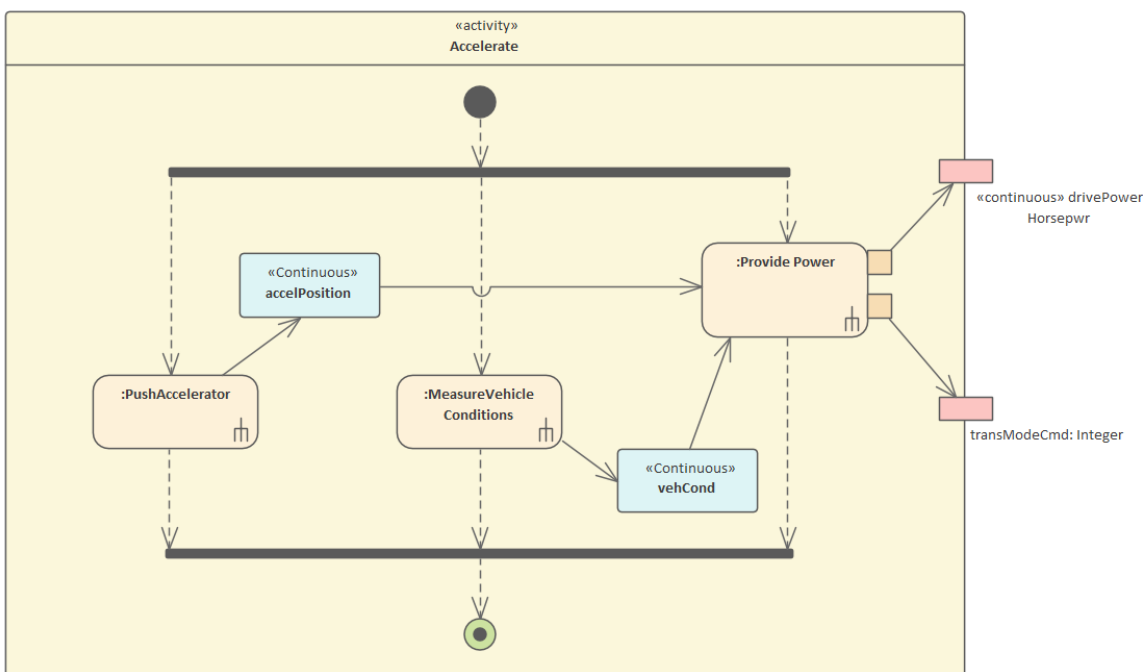 «activity»
Accelerate
«continuous» drivePower
Horsepwr
:Provide Power
«Continuous»
accelPosition
:PushAccelerator
:MeasureVehicle
Conditions
transModeCmd: Integer
«Continuous»
vehCond